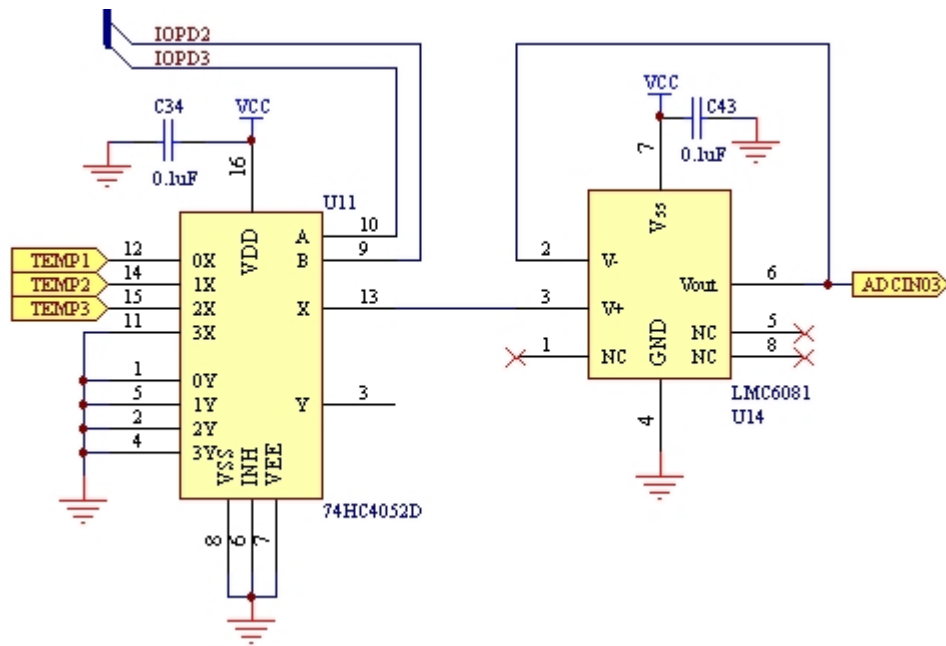 IOPD2
IOPD3
C34
VCC
0.1uF
16
U11
VCC
C43
0.1uF
7
TEMP1 12 0X VDD A 10
TEMP2 14 1X B 9
TEMP3 15 2X X 13
11 3X
1 0Y
5 1Y Y 3
2 2Y
4 3Y
VSS INH VEE
74HC4052D
8 6 7
Vss
2 V- Vout 6 ADCIN03
3 V+ NC 5
1 NC GND NC 8
4
LMC6081
U14